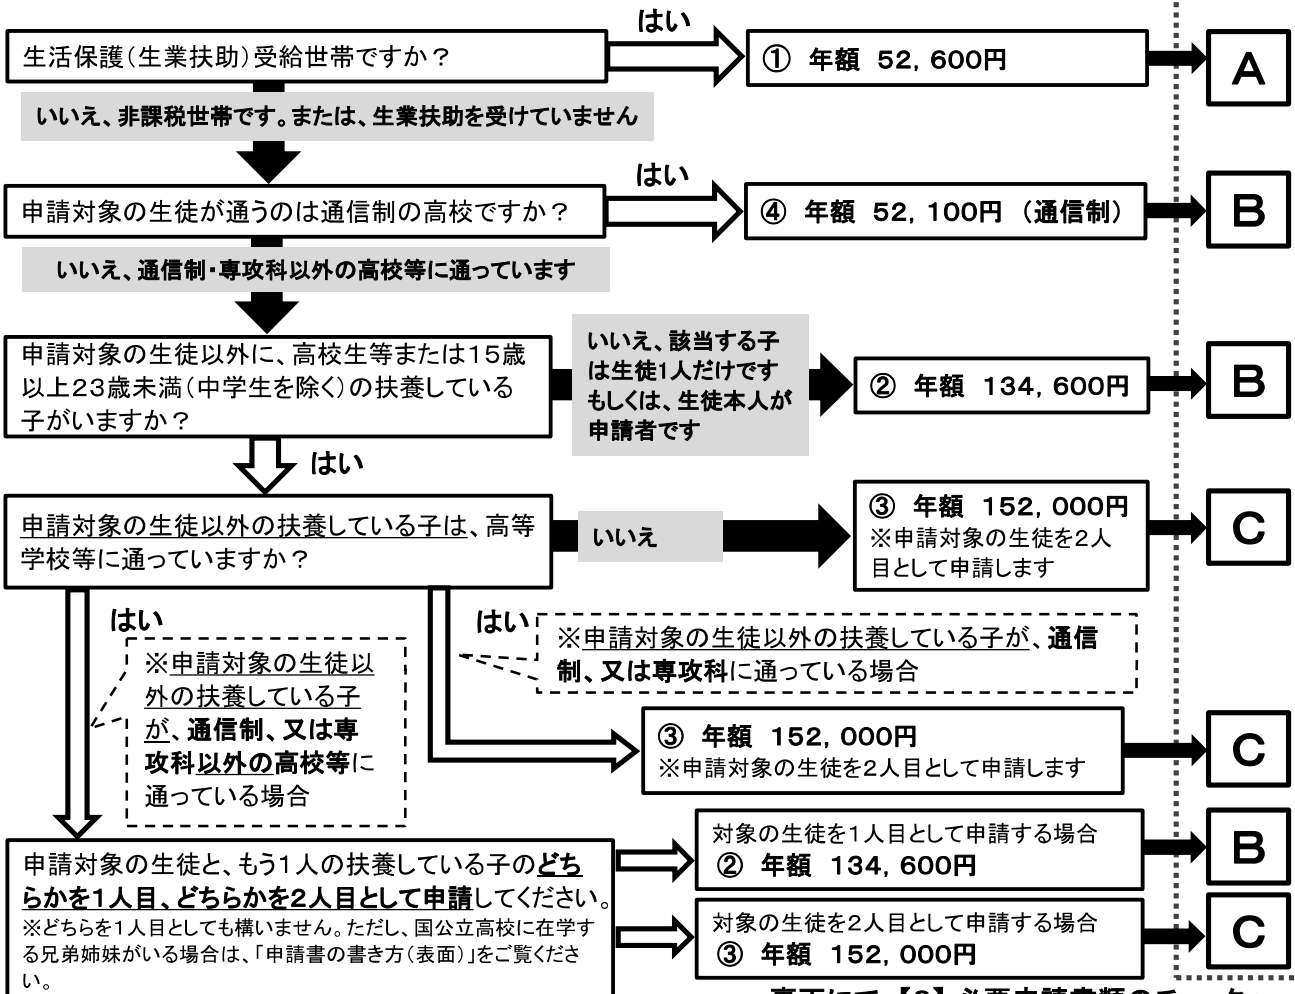 はい
生活保護（生業扶助）受給世帯ですか？
① 年額 52，600円
A
いいえ、非課税世帯です。または、生業扶助を受けていません
はい
申請対象の生徒が通うのは通信制の高校ですか？
④ 年額 52，100円 （通信制）
B
いいえ、通信制・専攻科以外の高校等に通っています
申請対象の生徒以外に、高校生等または15歳
以上23歳未満（中学生を除く）の扶養している
子がいますか？
いいえ、該当する子
は生徒1人だけです
もしくは、生徒本人が
申請者です
② 年額 134，600円
B
はい
申請対象の生徒以外の扶養している子は、高等
学校等に通っていますか？
いいえ
③ 年額 152，000円
※申請対象の生徒を2人
目として申請します
C
はい
※申請対象の生徒以
外の扶養している子
が、通信制、又は専
攻科以外の高校等に
通っている場合
はい
※申請対象の生徒以外の扶養している子が、通信
制、又は専攻科に通っている場合
③ 年額 152，000円
※申請対象の生徒を2人目として申請します
C
申請対象の生徒と、もう1人の扶養している子のどち
らかを1人目、どちらかを2人目として申請してください。
※どちらを1人目としても構いません。ただし、国公立高校に在学す
る兄弟姉妹がいる場合は、「申請書の書き方（表面）」をご覧くださ
い。
対象の生徒を1人目として申請する場合
② 年額 134，600円
B
対象の生徒を2人目として申請する場合
③ 年額 152，000円
C